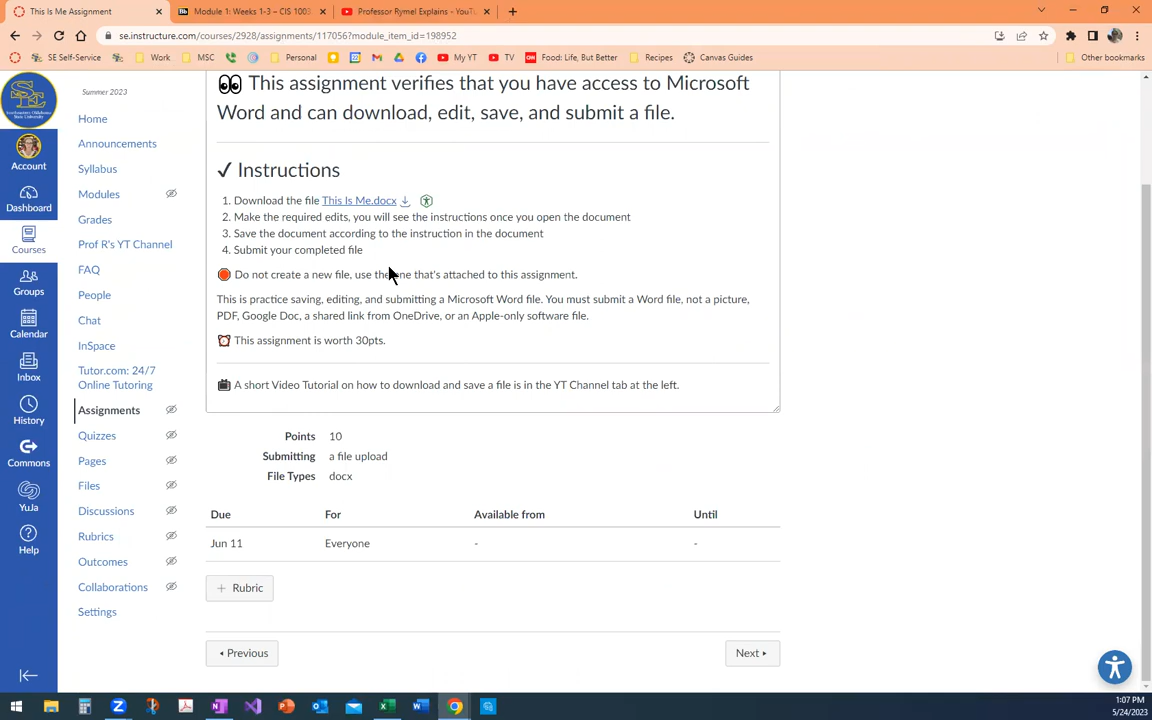 This Is Me Assignment
Module 1: Weeks 1-3 – CIS 1003
Professor Rymel Explains - YouTu
se.instructure.com/courses/2928/assignments/117056?module_item_id=198952
SE Self-Service
Work
MSC
Personal
My YT
TV
Food: Life, But Better
Recipes
Canvas Guides
Other bookmarks
Account
Dashboard
Courses
Groups
Calendar
Inbox
History
Commons
YuJa
Help
Summer 2023
Home
Announcements
Syllabus
Modules
Grades
Prof R's YT Channel
FAQ
People
Chat
InSpace
Tutor.com: 24/7
Online Tutoring
Assignments
Quizzes
Pages
Files
Discussions
Rubrics
Outcomes
Collaborations
Settings
👀 This assignment verifies that you have access to Microsoft
Word and can download, edit, save, and submit a file.
✓ Instructions
1. Download the file This Is Me.docx
2. Make the required edits, you will see the instructions once you open the document
3. Save the document according to the instruction in the document
4. Submit your completed file
Do not create a new file, use the one that's attached to this assignment.
This is practice saving, editing, and submitting a Microsoft Word file. You must submit a Word file, not a picture,
PDF, Google Doc, a shared link from OneDrive, or an Apple-only software file.
This assignment is worth 30pts.
A short Video Tutorial on how to download and save a file is in the YT Channel tab at the left.
Points 10
Submitting a file upload
File Types docx
Due For Available from Until
Jun 11 Everyone - -
+ Rubric
◂ Previous
Next ▸
1:07 PM
5/24/2023